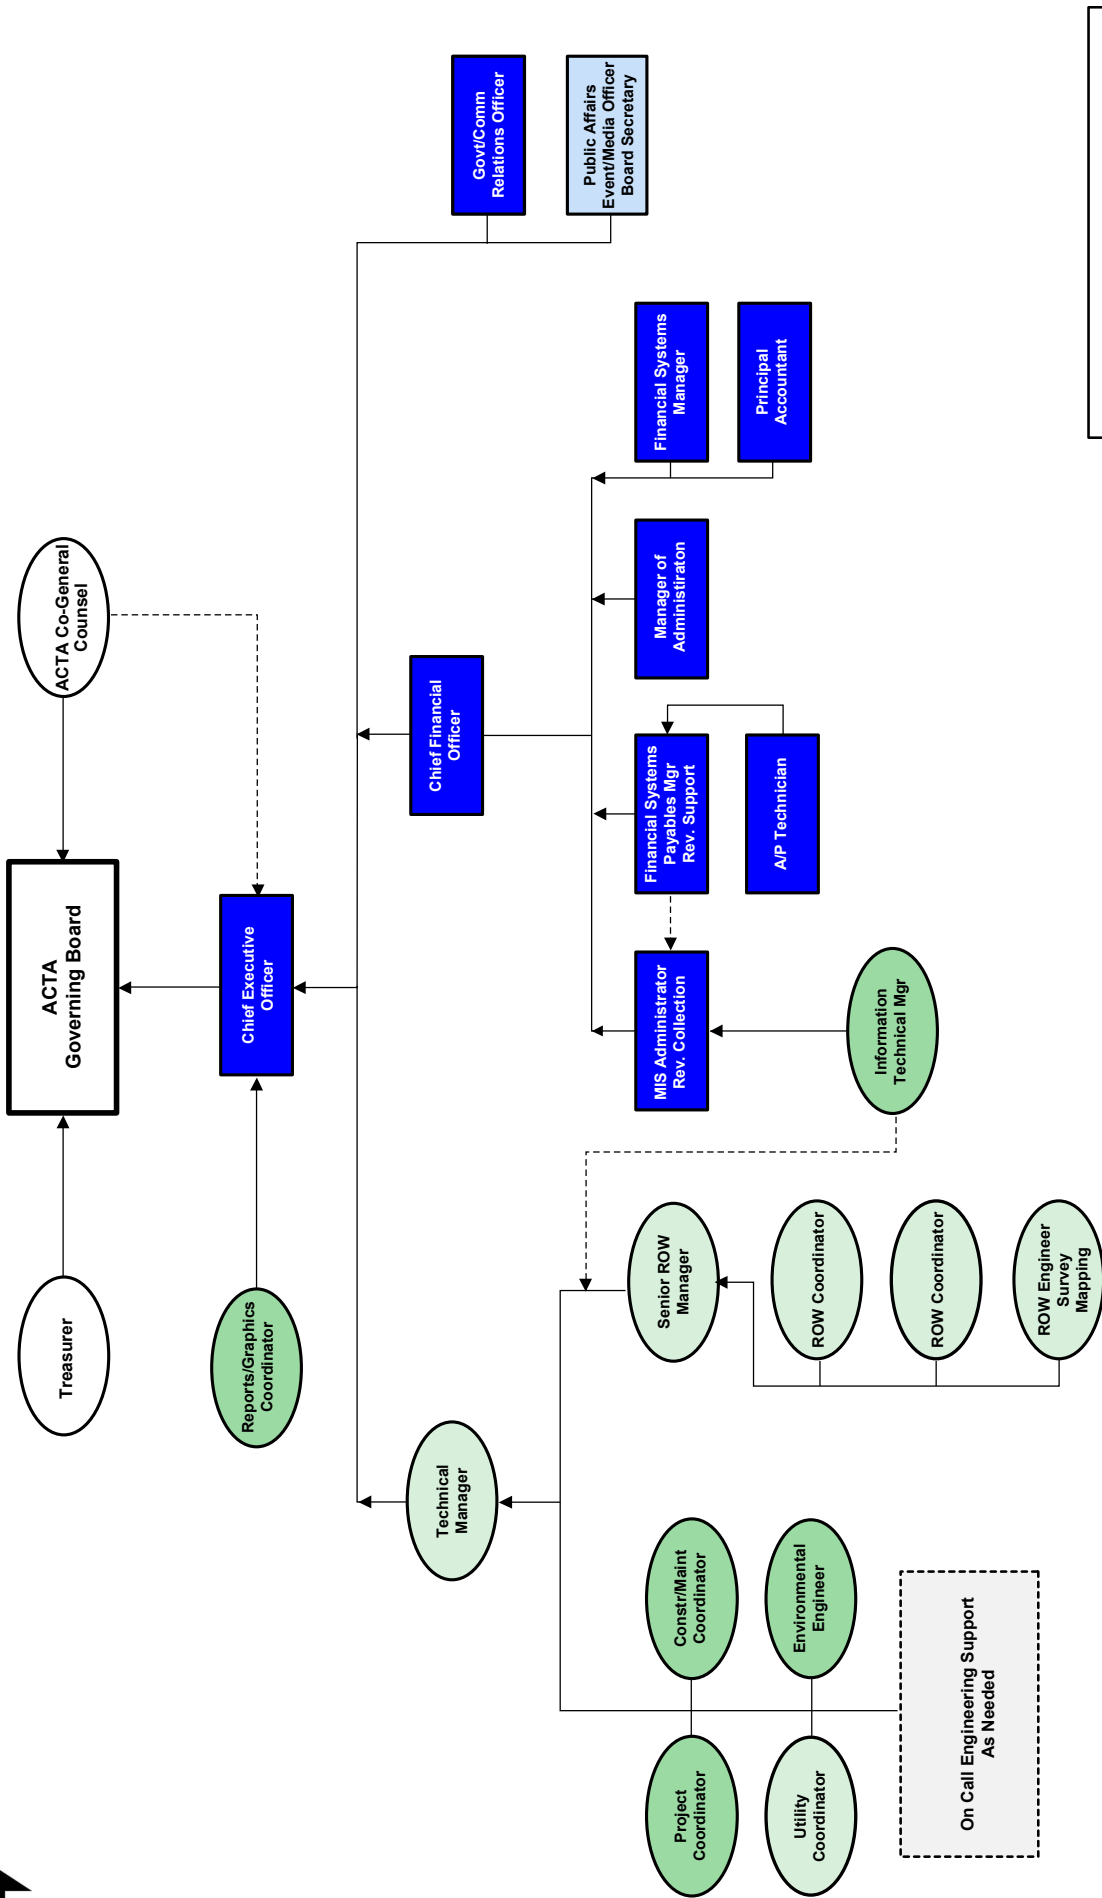 ACTA
Governing Board
Treasurer
ACTA Co-General
Counsel
Chief Executive
Officer
Reports/Graphics
Coordinator
Technical
Manager
Chief Financial
Officer
Govt/Comm
Relations Officer
Public Affairs
Event/Media Officer
Board Secretary
Project
Coordinator
Constr/Maint
Coordinator
Utility
Coordinator
Environmental
Engineer
On Call Engineering Support
As Needed
Senior ROW
Manager
ROW Coordinator
ROW Coordinator
ROW Engineer
Survey
Mapping
MIS Administrator
Rev. Collection
Information
Technical Mgr
Financial Systems
Payables Mgr
Rev. Support
A/P Technician
Manager of
Administiraton
Financial Systems
Manager
Principal
Accountant